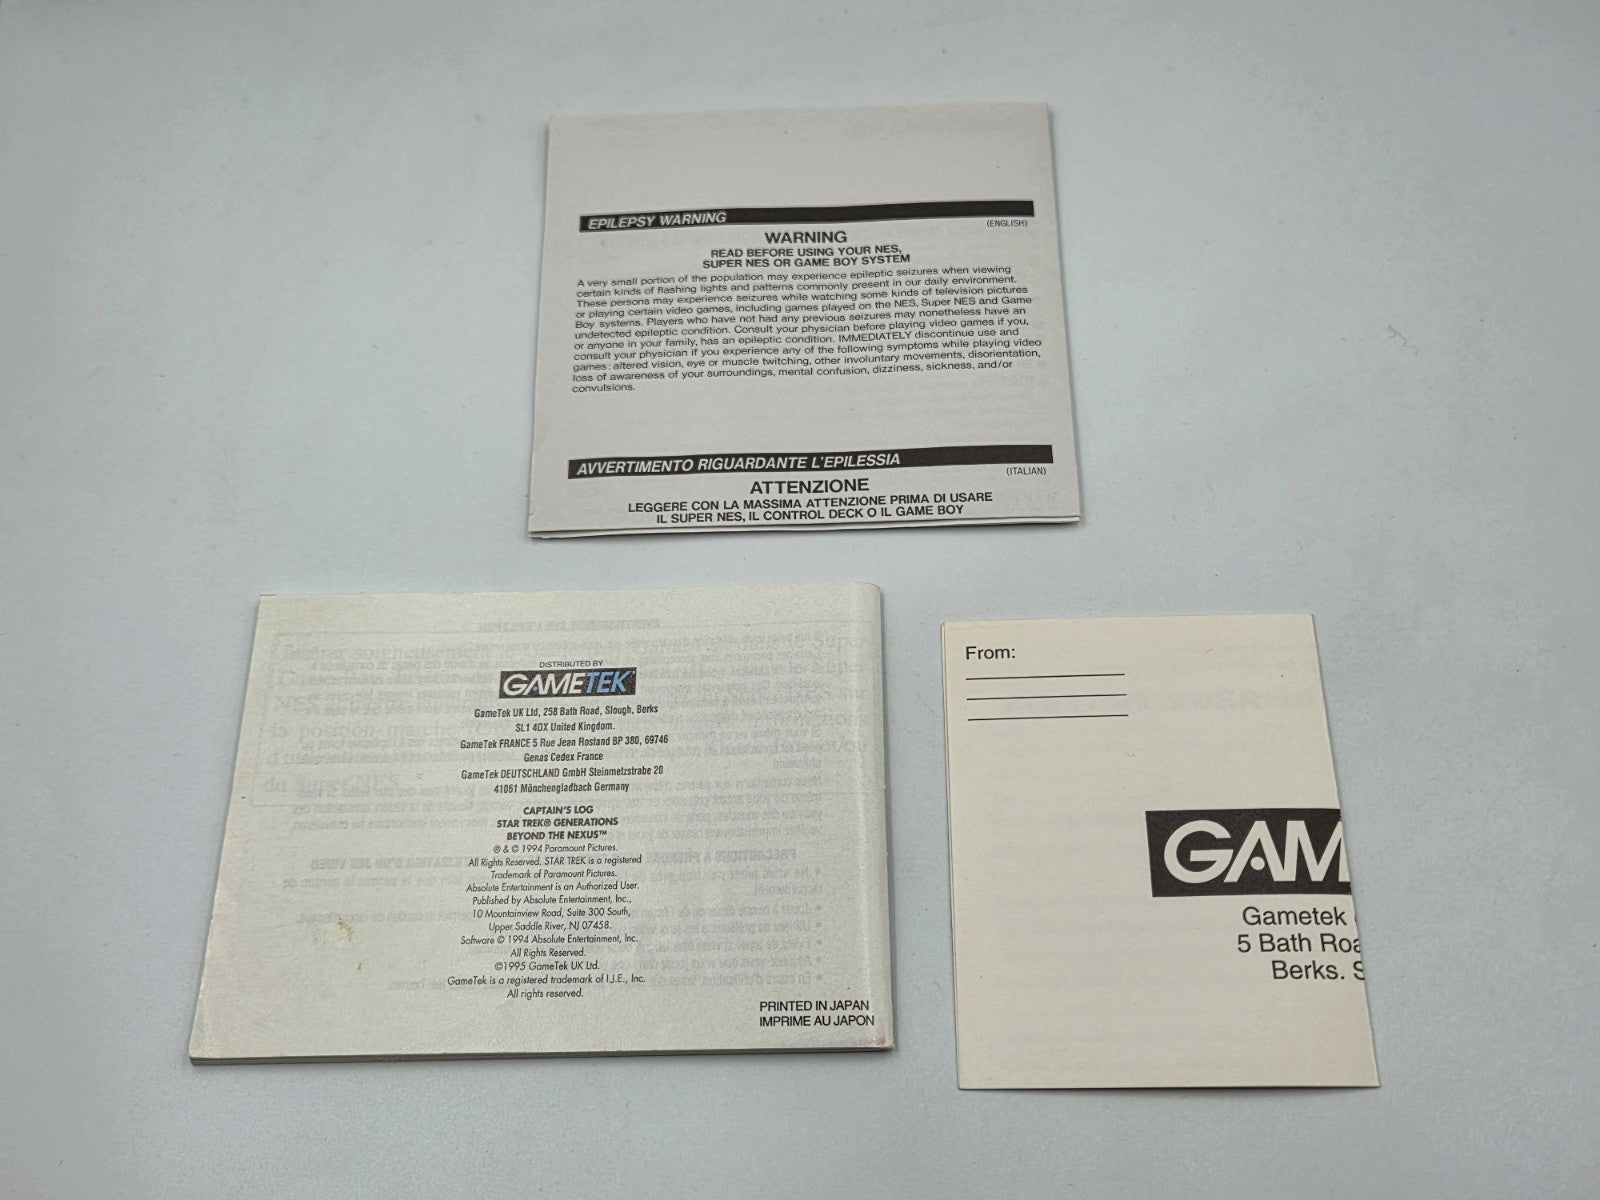 EPILEPSY WARNING
(ENGLISH)
WARNING
READ BEFORE USING YOUR NES,
SUPER NES OR GAME BOY SYSTEM
A very small portion of the population may experience epileptic seizures when viewing
certain kinds of flashing lights and patterns commonly present in our daily environment.
These persons may experience seizures while watching some kinds of television pictures
or playing certain video games, including games played on the NES, Super NES and Game
Boy systems. Players who have not had any previous seizures may nonetheless have an
undetected epileptic condition. Consult your physician before playing video games if you,
or anyone in your family, has an epileptic condition. IMMEDIATELY discontinue use and
consult your physician if you experience any of the following symptoms while playing video
games: altered vision, eye or muscle twitching, other involuntary movements, disorientation,
loss of awareness of your surroundings, mental confusion, dizziness, sickness, and/or
convulsions.
AVVERTIMENTO RIGUARDANTE L'EPILESSIA
(ITALIAN)
ATTENZIONE
LEGGERE CON LA MASSIMA ATTENZIONE PRIMA DI USARE
IL SUPER NES, IL CONTROL DECK O IL GAME BOY
DISTRIBUTED BY
GAMETEK
GameTek UK Ltd, 258 Bath Road, Slough, Berks
SL1 4DX United Kingdom.
GameTek FRANCE 5 Rue Jean Rostand BP 380, 69746
Genas Cedex France
GameTek DEUTSCHLAND GmbH Steinmetzstrabe 20
41061 Mönchengladbach Germany
CAPTAIN'S LOG
STAR TREK® GENERATIONS
BEYOND THE NEXUS™
® & © 1994 Paramount Pictures.
All Rights Reserved. STAR TREK is a registered
Trademark of Paramount Pictures.
Absolute Entertainment is an Authorized User.
Published by Absolute Entertainment, Inc.,
10 Mountainview Road, Suite 300 South,
Upper Saddle River, NJ 07458.
Software © 1994 Absolute Entertainment, Inc.
All Rights Reserved.
©1995 GameTek UK Ltd.
GameTek is a registered trademark of I.J.E., Inc.
All rights reserved.
PRINTED IN JAPAN
IMPRIME AU JAPON
From:
GAM
Gametek
5 Bath Roa
Berks. S